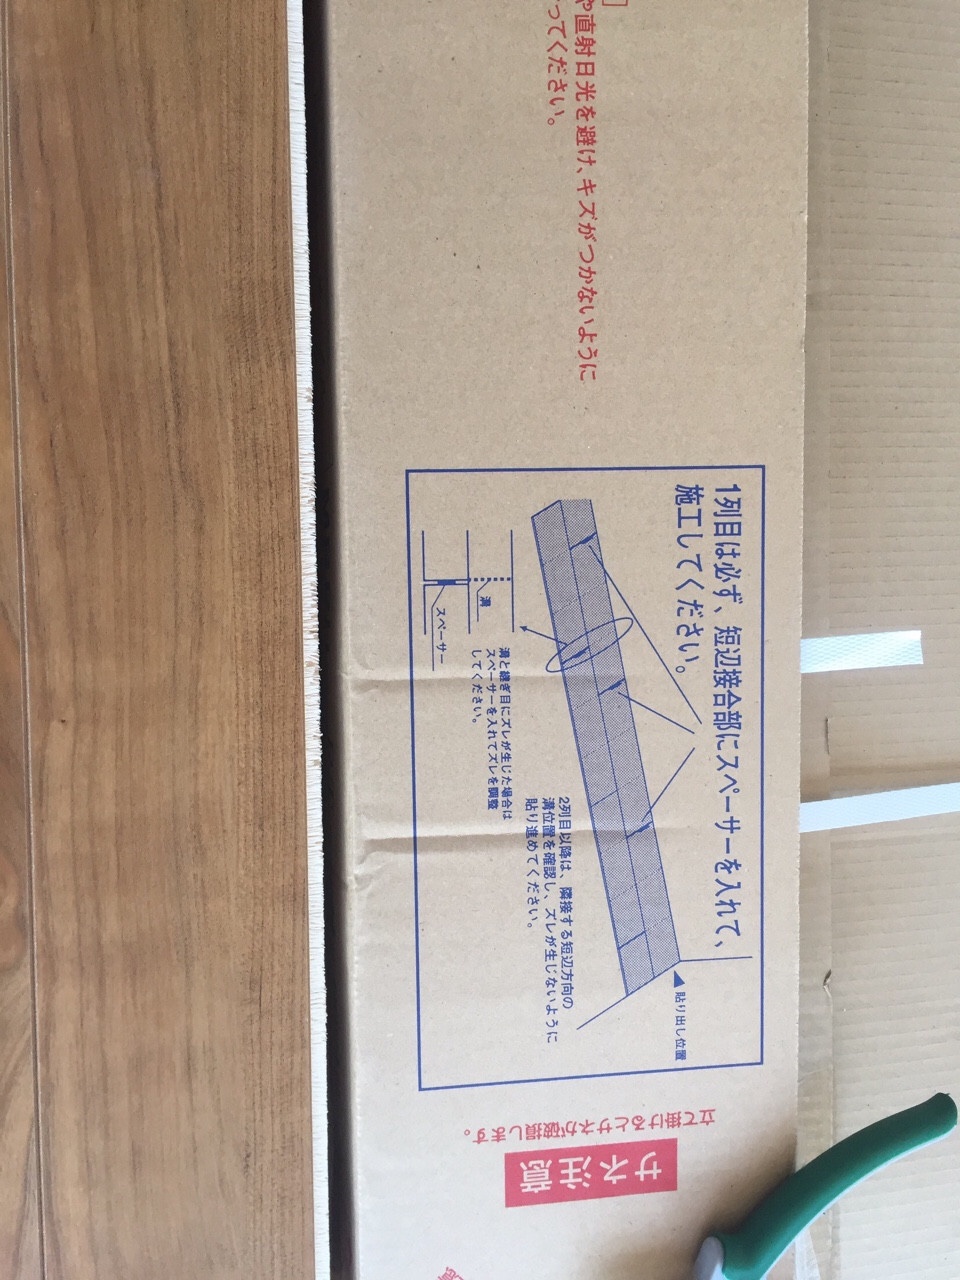 や直射日光を避け、キズがつかないように
ってください。
1列目は必ず、短辺接合部にスペーサーを入れて、
施工してください。
溝
スペーサー
溝と継ぎ目にズレが生じた場合は
スペーサーを入れてズレを調整
してください。
2列目以降は、隣接する短辺方向の
溝位置を確認し、ズレが生じないように
貼り進めてください。
貼り出し位置
サネ注意
立て掛けるとサネが破損します。